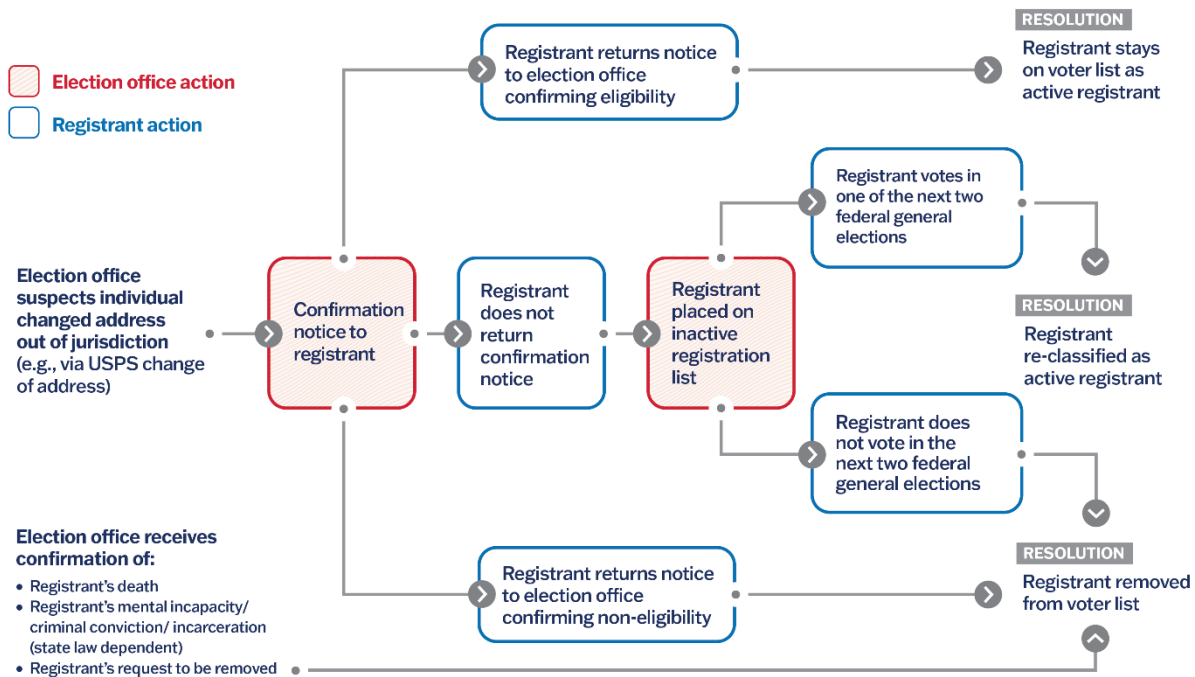 Election office action
Registrant action
Registrant returns notice
to election office
confirming eligibility
RESOLUTION
Registrant stays
on voter list as
active registrant
Election office
suspects individual
changed address
out of jurisdiction
(e.g., via USPS change
of address)
Confirmation
notice to
registrant
Registrant
does not
return
confirmation
notice
Registrant
placed on
inactive
registration
list
Registrant votes in
one of the next two
federal general
elections
RESOLUTION
Registrant
re-classified as
active registrant
Registrant does
not vote in the
next two federal
general elections
Election office receives
confirmation of:
• Registrant's death
• Registrant's mental incapacity/
criminal conviction/ incarceration
(state law dependent)
• Registrant's request to be removed
Registrant returns notice
to election office
confirming non-eligibility
RESOLUTION
Registrant removed
from voter list